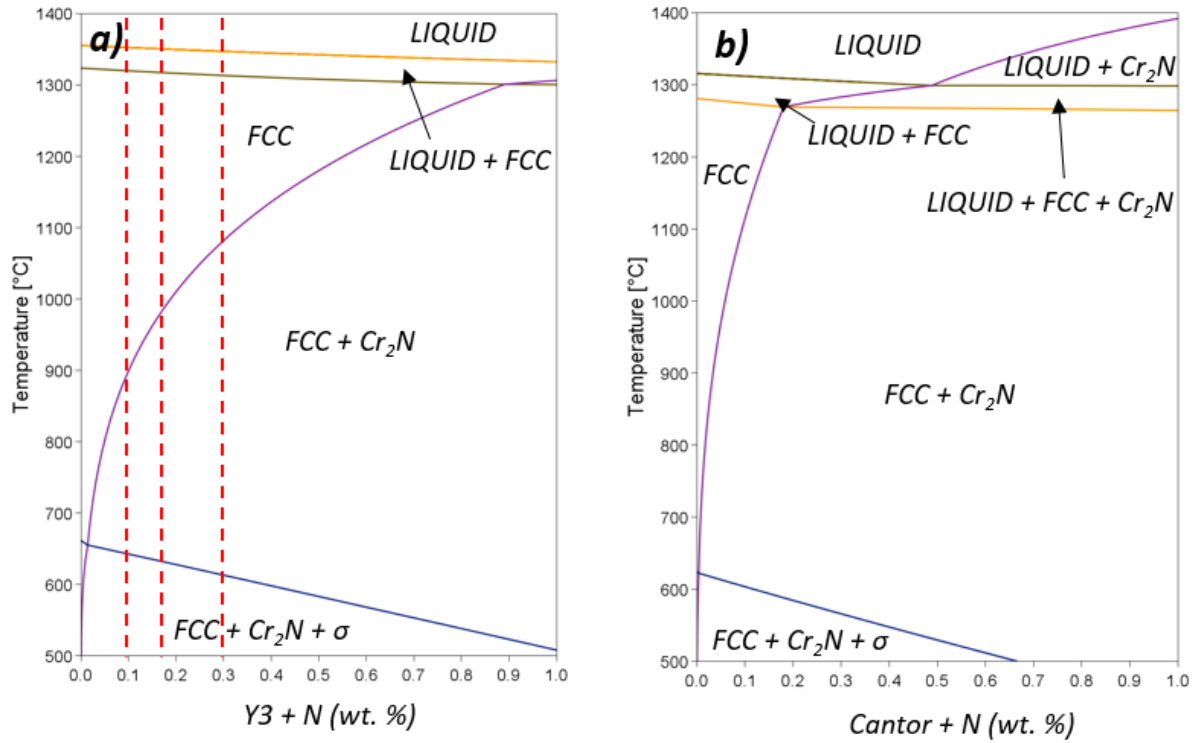 a)
LIQUID
LIQUID + FCC
FCC
FCC + Cr₂N
FCC + Cr₂N + σ
Temperature [°C]
1400
1300
1200
1100
1000
900
800
700
600
500
0.0 0.1 0.2 0.3 0.4 0.5 0.6 0.7 0.8 0.9 1.0
Y3 + N (wt. %)
b)
LIQUID
LIQUID + Cr₂N
LIQUID + FCC
FCC
LIQUID + FCC + Cr₂N
FCC + Cr₂N
FCC + Cr₂N + σ
Temperature [°C]
1400
1300
1200
1100
1000
900
800
700
600
500
0.0 0.1 0.2 0.3 0.4 0.5 0.6 0.7 0.8 0.9 1.0
Cantor + N (wt. %)